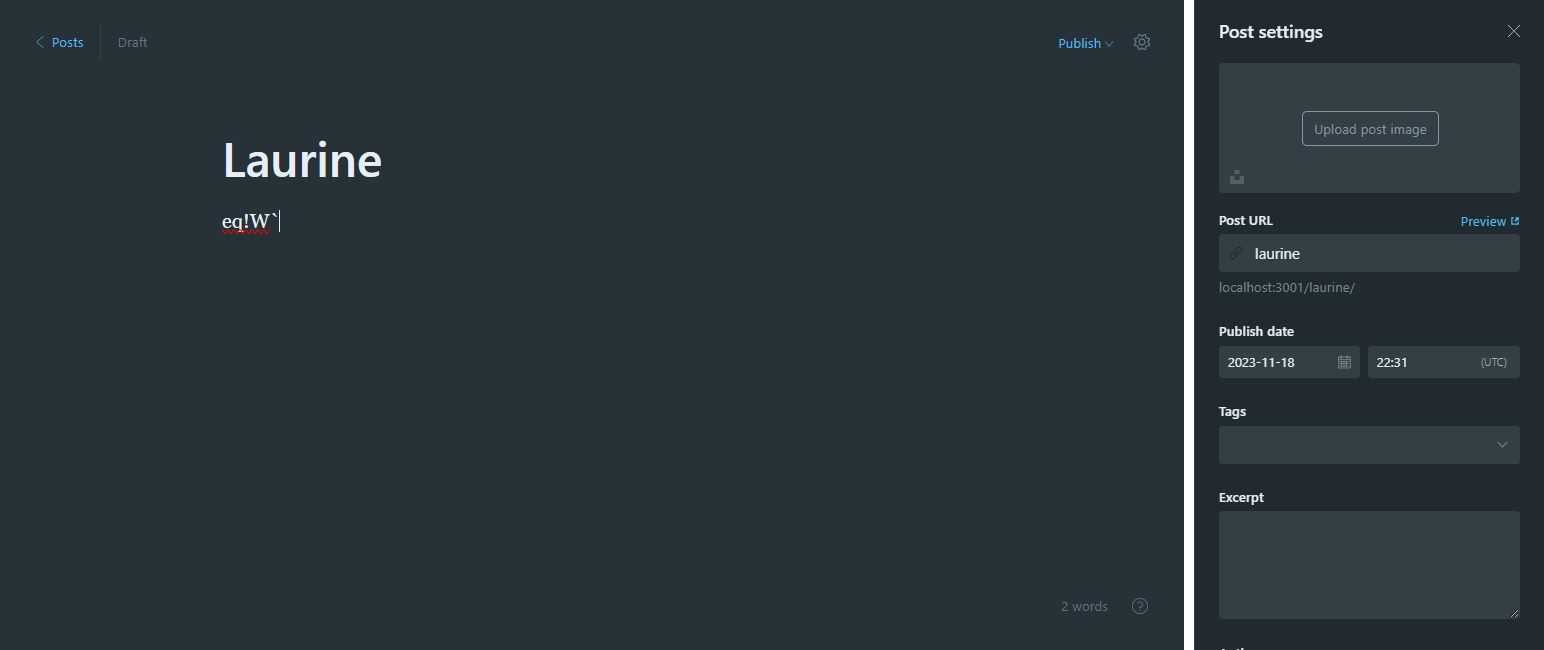 Posts
Draft
Publish
Laurine
eq!W`
2 words
Post settings
Upload post image
Post URL
Preview
laurine
localhost:3001/laurine/
Publish date
2023-11-18
22:31
(UTC)
Tags
Excerpt